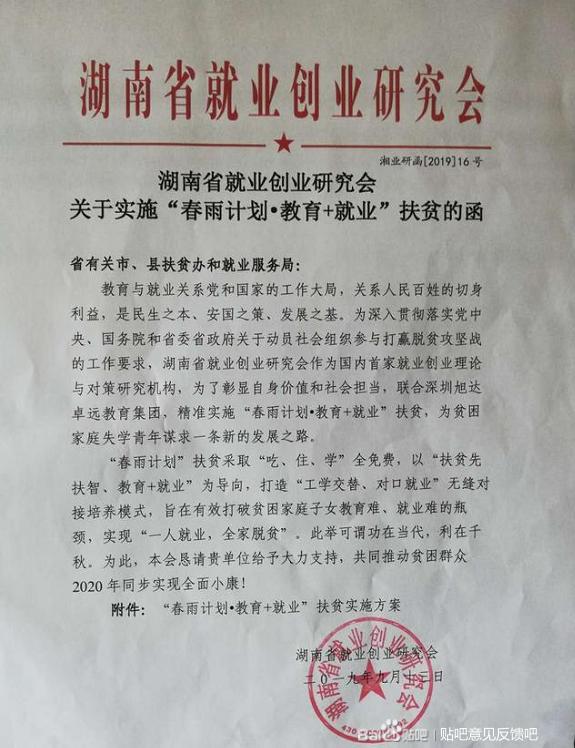 湖南省就业创业研究会
湘业研函[2019]16号
湖南省就业创业研究会
关于实施“春雨计划•教育+就业”扶贫的函
省有关市、县扶贫办和就业服务局：
教育与就业关系党和国家的工作大局，关系人民百姓的切身
利益，是民生之本、安国之策、发展之基。为深入贯彻落实党中
央、国务院和省委省政府关于动员社会组织参与打赢脱贫攻坚战
的工作要求，湖南省就业创业研究会作为国内首家就业创业理论
与对策研究机构，为了彰显自身价值和社会担当，联合深圳旭达
卓远教育集团，精准实施“春雨计划•教育+就业”扶贫，为贫困
家庭失学青年谋求一条新的发展之路。
“春雨计划”扶贫采取“吃、住、学”全免费，以“扶贫先
扶智、教育+就业”为导向，打造“工学交替、对口就业”无缝对
接培养模式，旨在有效打破贫困家庭子女教育难、就业难的瓶
颈，实现“一人就业，全家脱贫”。此举可谓功在当代，利在千
秋。为此，本会恳请贵单位给予大力支持，共同推动贫困群众
2020年同步实现全面小康！
附件：“春雨计划•教育+就业”扶贫实施方案
湖南省就业创业研究会
二〇一九年九月十三日
湖南省就业创业研究会
Baidu贴吧 | 贴吧意见反馈吧